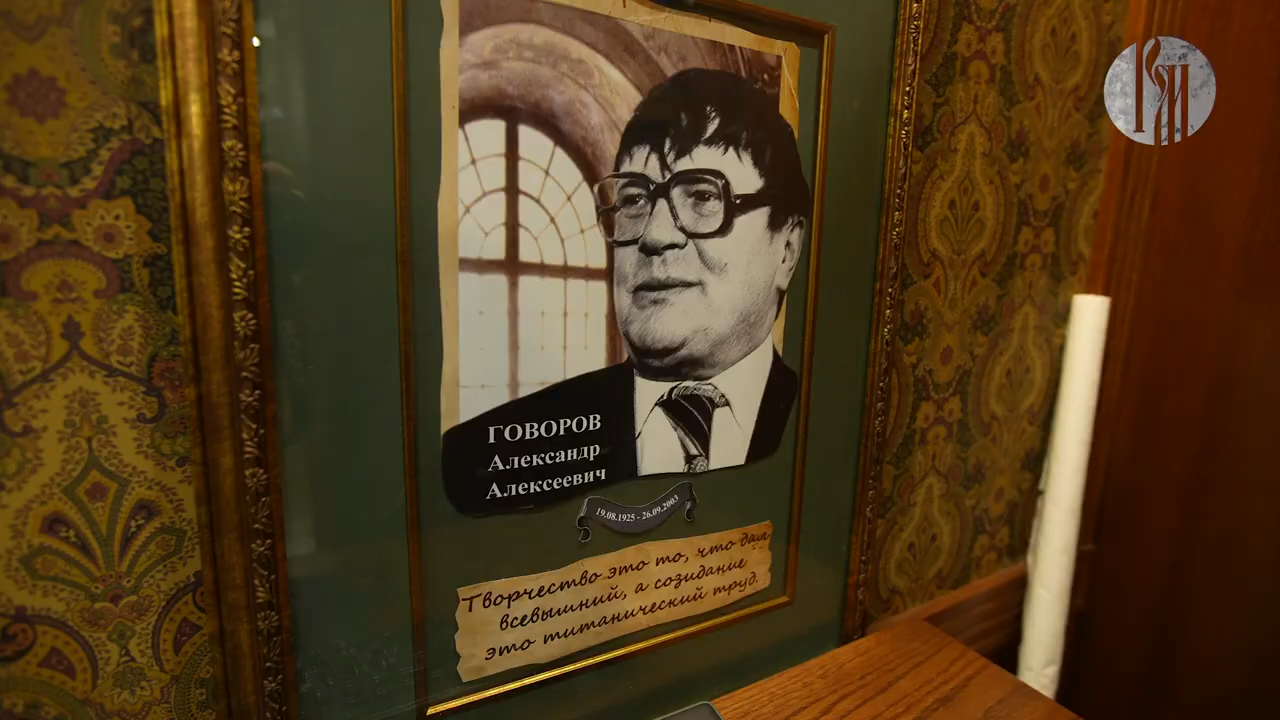 ГОВОРОВ
Александр
Алексеевич
19.08.1925 - 26.09.2003
Творчество это то, что дал
всевышний, а созидание
это титанический труд.